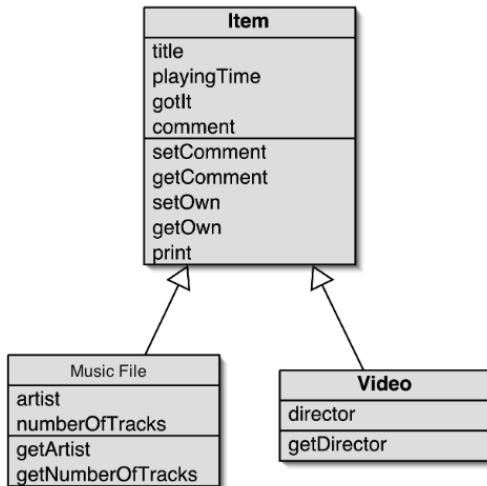 Item
title
playingTime
gotIt
comment
setComment
getComment
setOwn
getOwn
print
Music File
artist
numberOfTracks
getArtist
getNumberOfTracks
Video
director
getDirector